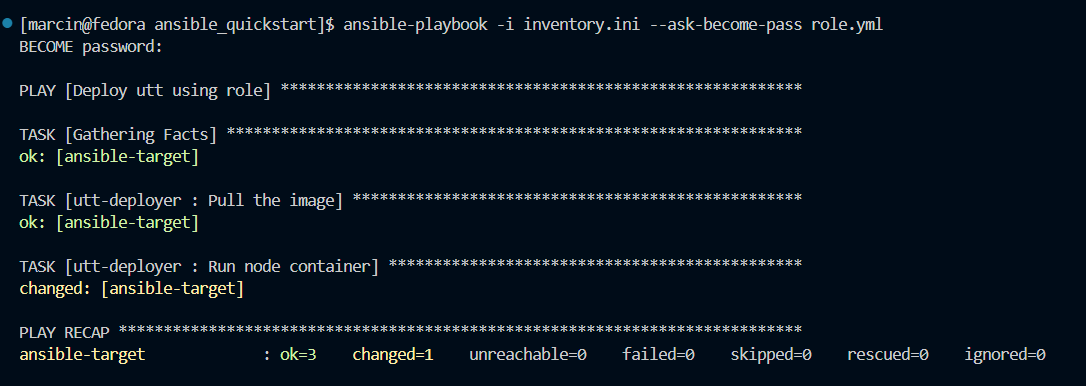 [marcin@fedora ansible_quickstart]$ ansible-playbook -i inventory.ini --ask-become-pass role.yml
BECOME password:
PLAY [Deploy utt using role] **********************************************************
TASK [Gathering Facts] ****************************************************************
ok: [ansible-target]
TASK [utt-deployer : Pull the image] **************************************************
ok: [ansible-target]
TASK [utt-deployer : Run node container] **********************************************
changed: [ansible-target]
PLAY RECAP ****************************************************************************
ansible-target             : ok=3    changed=1    unreachable=0    failed=0    skipped=0    rescued=0    ignored=0